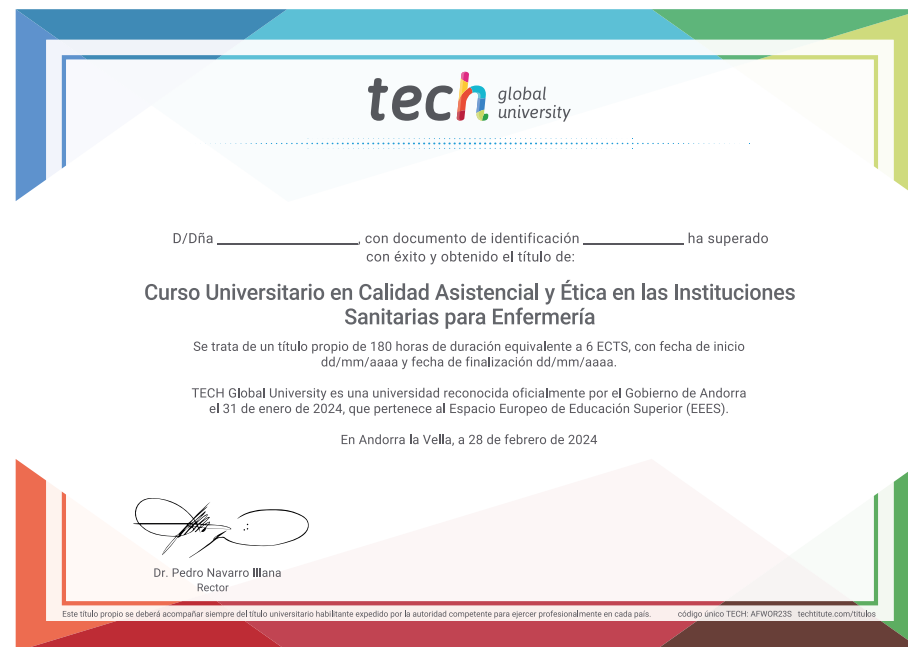 tech global university
D/Dña ____________________, con documento de identificación ______________ ha superado
con éxito y obtenido el título de:
Curso Universitario en Calidad Asistencial y Ética en las Instituciones
Sanitarias para Enfermería
Se trata de un título propio de 180 horas de duración equivalente a 6 ECTS, con fecha de inicio
dd/mm/aaaa y fecha de finalización dd/mm/aaaa.
TECH Global University es una universidad reconocida oficialmente por el Gobierno de Andorra
el 31 de enero de 2024, que pertenece al Espacio Europeo de Educación Superior (EEES).
En Andorra la Vella, a 28 de febrero de 2024
Dr. Pedro Navarro Illana
Rector
Este título propio se deberá acompañar siempre del título universitario habilitante expedido por la autoridad competente para ejercer profesionalmente en cada país. código único TECH: AFWOR23S techtitute.com/titulos